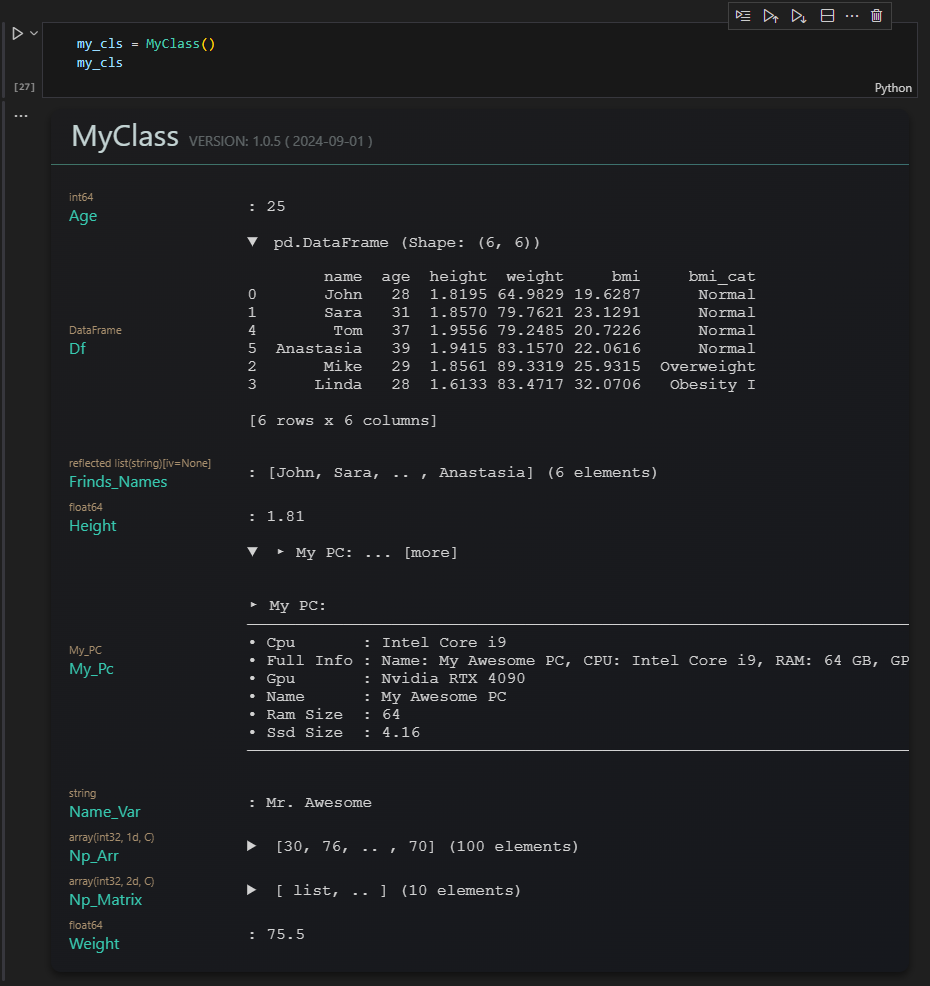 my_cls = MyClass()
my_cls
[27]
Python
...
MyClass VERSION: 1.0.5 ( 2024-09-01 )
int64
Age : 25
▼ pd.DataFrame (Shape: (6, 6))
name age height weight bmi bmi_cat
0 John 28 1.8195 64.9829 19.6287 Normal
1 Sara 31 1.8570 79.7621 23.1291 Normal
4 Tom 37 1.9556 79.2485 20.7226 Normal
5 Anastasia 39 1.9415 83.1570 22.0616 Normal
2 Mike 29 1.8561 89.3319 25.9315 Overweight
3 Linda 28 1.6133 83.4717 32.0706 Obesity I
[6 rows x 6 columns]
DataFrame
Df
reflected list(string)[iv=None]
Frinds_Names : [John, Sara, .. , Anastasia] (6 elements)
float64
Height : 1.81
▼ ▸ My PC: ... [more]
▸ My PC:
• Cpu : Intel Core i9
• Full Info : Name: My Awesome PC, CPU: Intel Core i9, RAM: 64 GB, GP
• Gpu : Nvidia RTX 4090
• Name : My Awesome PC
• Ram Size : 64
• Ssd Size : 4.16
My_PC
My_Pc
string
Name_Var : Mr. Awesome
array(int32, 1d, C)
Np_Arr ▶ [30, 76, .. , 70] (100 elements)
array(int32, 2d, C)
Np_Matrix ▶ [ list, .. ] (10 elements)
float64
Weight : 75.5